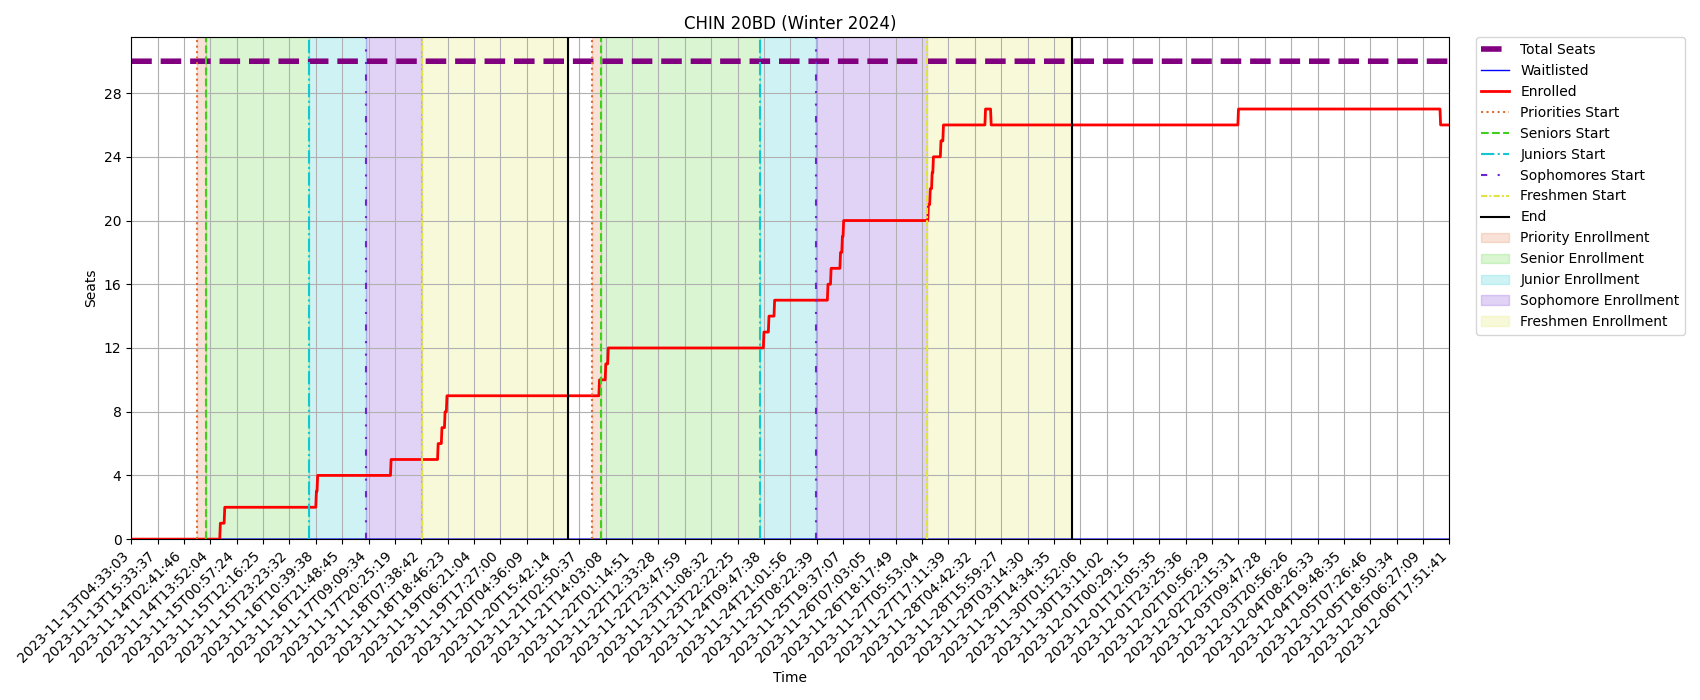 CHIN 20BD (Winter 2024)
Seats
28
24
20
16
12
8
4
0
2023-11-13T04:33:03
2023-11-13T15:33:37
2023-11-14T02:41:46
2023-11-14T13:52:04
2023-11-15T00:57:24
2023-11-15T12:16:25
2023-11-15T23:23:32
2023-11-16T10:39:38
2023-11-16T21:48:45
2023-11-17T09:09:34
2023-11-17T20:25:19
2023-11-18T07:38:42
2023-11-18T18:46:23
2023-11-19T06:21:04
2023-11-19T17:27:00
2023-11-20T04:36:09
2023-11-20T15:42:14
2023-11-21T02:50:37
2023-11-21T14:03:08
2023-11-22T01:14:51
2023-11-22T12:33:28
2023-11-22T23:47:59
2023-11-23T11:08:32
2023-11-23T22:22:25
2023-11-24T09:47:38
2023-11-24T21:01:56
2023-11-25T08:22:39
2023-11-25T19:37:07
2023-11-26T07:03:05
2023-11-26T18:17:49
2023-11-27T05:53:04
2023-11-27T17:11:39
2023-11-28T04:42:32
2023-11-28T15:59:27
2023-11-29T03:14:30
2023-11-29T14:34:35
2023-11-30T01:52:06
2023-11-30T13:11:02
2023-12-01T00:29:15
2023-12-01T12:05:35
2023-12-01T23:25:36
2023-12-02T10:56:29
2023-12-02T22:15:31
2023-12-03T09:47:28
2023-12-03T20:56:26
2023-12-04T08:26:33
2023-12-04T19:48:35
2023-12-05T07:26:46
2023-12-05T18:50:34
2023-12-06T06:27:09
2023-12-06T17:51:41
Time
Total Seats
Waitlisted
Enrolled
Priorities Start
Seniors Start
Juniors Start
Sophomores Start
Freshmen Start
End
Priority Enrollment
Senior Enrollment
Junior Enrollment
Sophomore Enrollment
Freshmen Enrollment